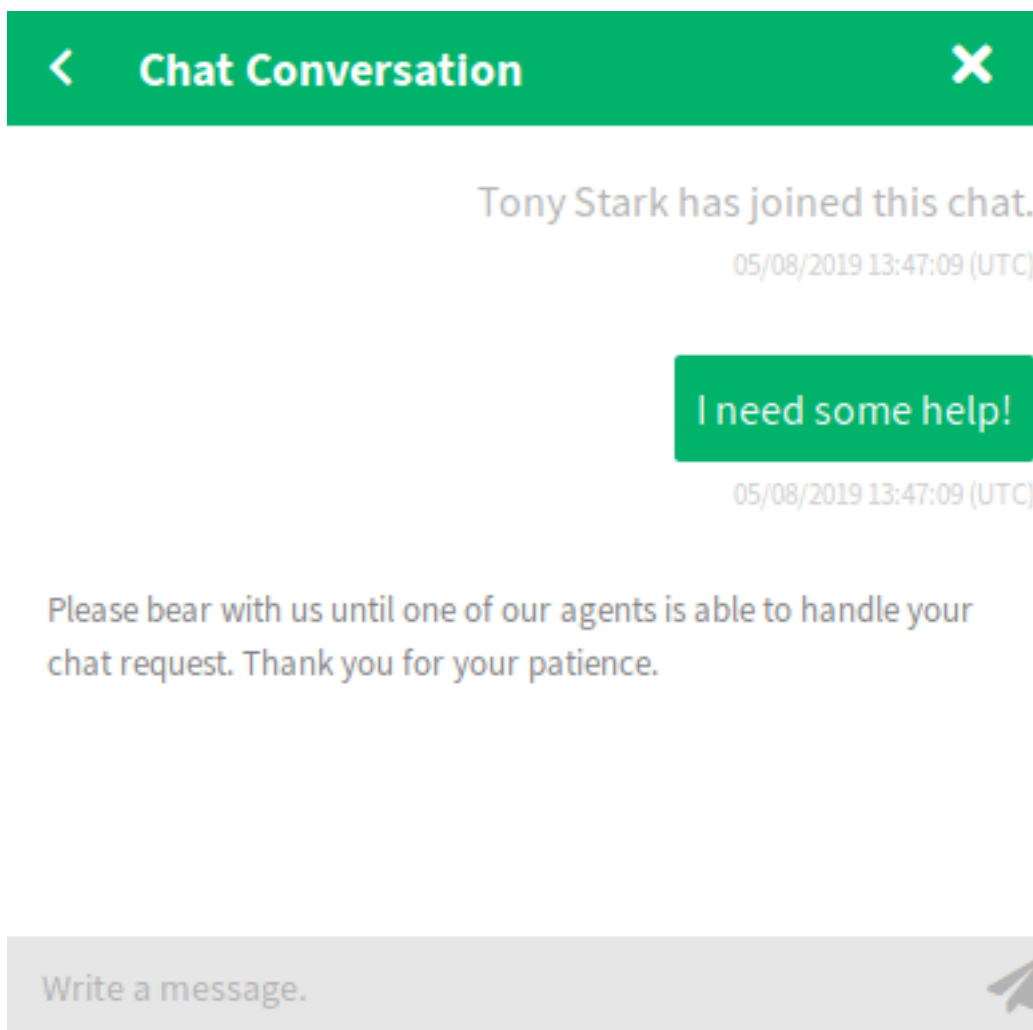 Chat Conversation
Tony Stark has joined this chat.
05/08/2019 13:47:09 (UTC)
I need some help!
05/08/2019 13:47:09 (UTC)
Please bear with us until one of our agents is able to handle your
chat request. Thank you for your patience.
Write a message.